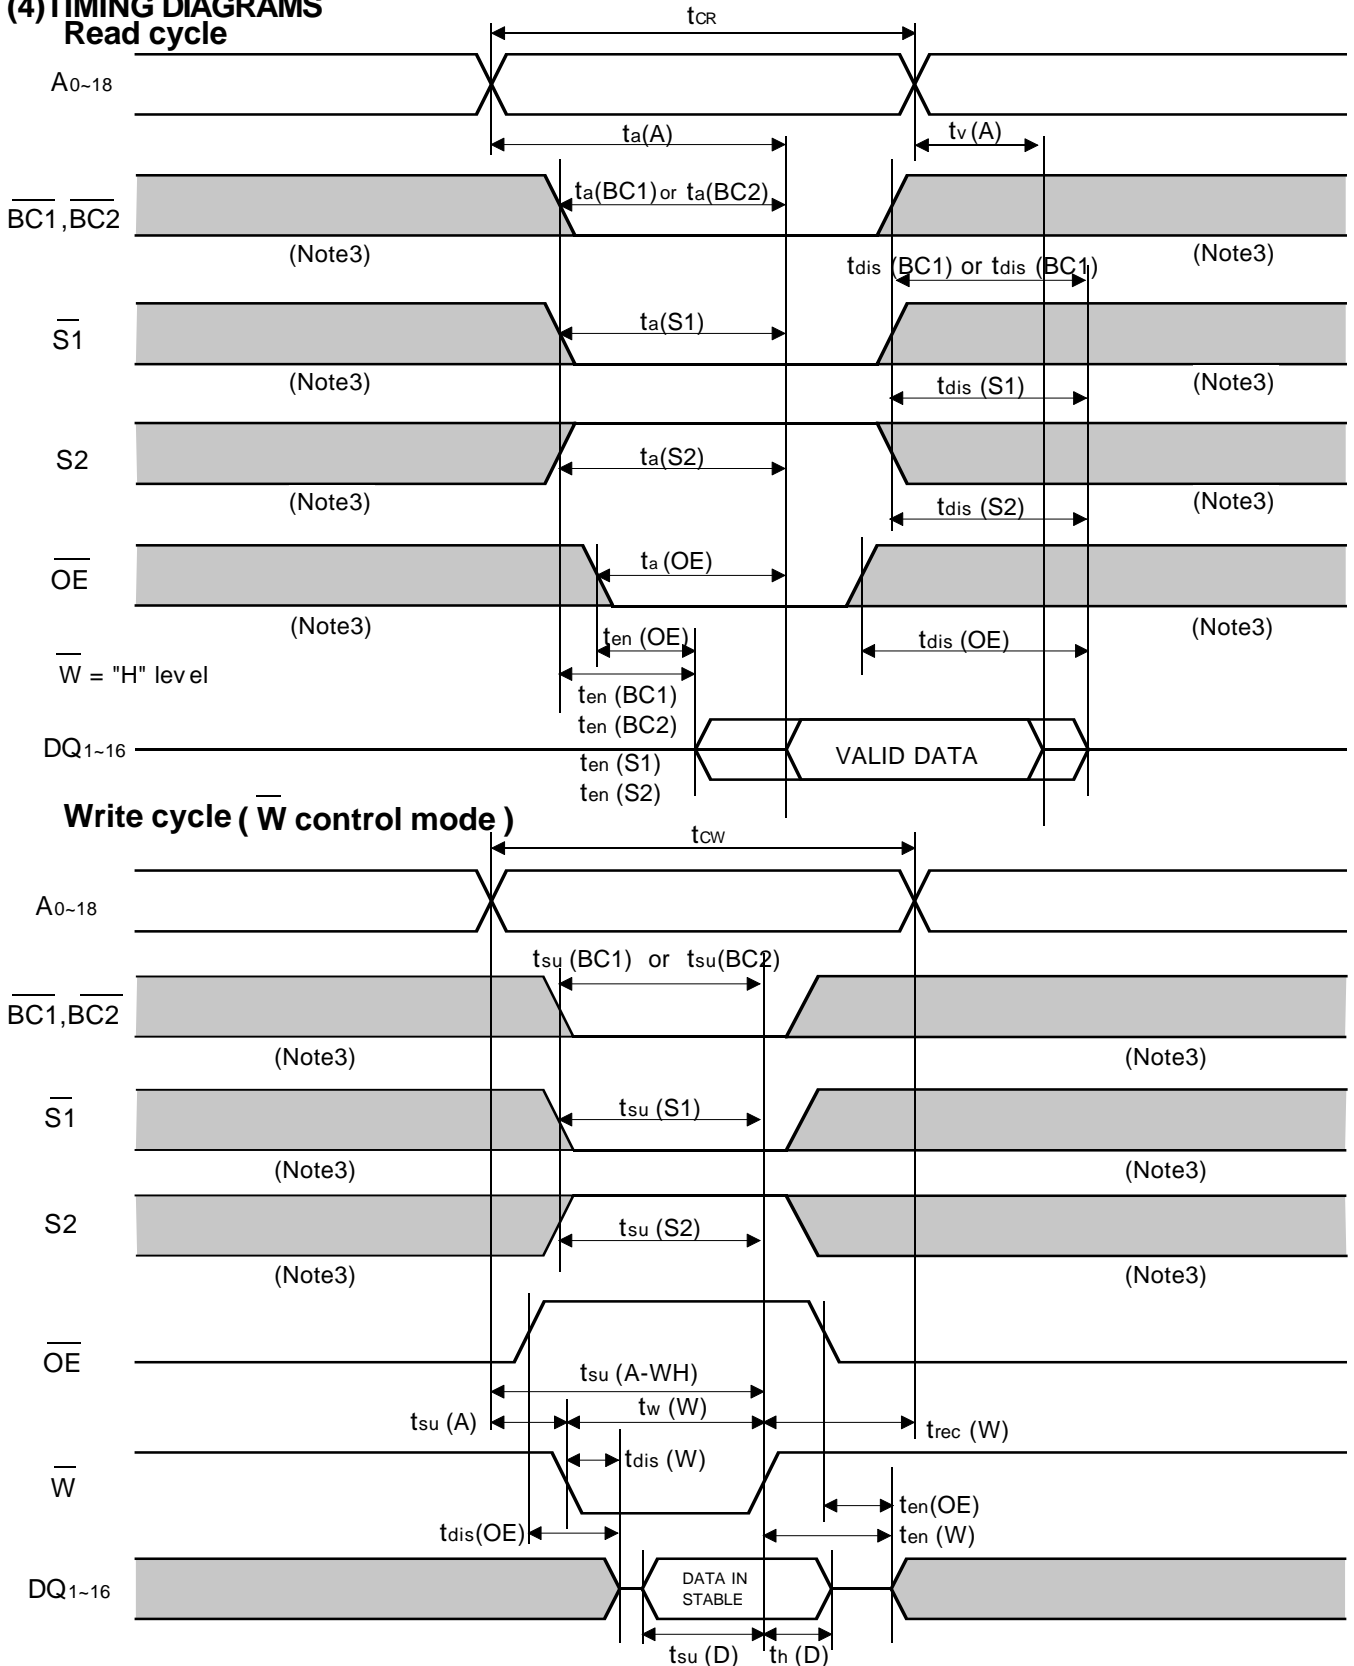 (4)TIMING DIAGRAMS
Read cycle
tCR
A0~18
ta(A)
tv(A)
BC1,BC2
ta(BC1) or ta(BC2)
(Note3)
(Note3)
tdis (BC1) or tdis (BC1)
S1
ta(S1)
(Note3)
tdis (S1)
(Note3)
S2
ta(S2)
(Note3)
tdis (S2)
(Note3)
OE
ta (OE)
(Note3)
ten (OE)
tdis (OE)
(Note3)
W = "H" level
ten (BC1)
ten (BC2)
DQ1~16
VALID DATA
ten (S1)
ten (S2)
Write cycle ( W control mode )
tCW
A0~18
tsu (BC1) or tsu(BC2)
BC1,BC2
(Note3)
(Note3)
S1
tsu (S1)
(Note3)
(Note3)
S2
tsu (S2)
(Note3)
(Note3)
OE
tsu (A-WH)
tsu (A)
tw (W)
trec (W)
W
tdis (W)
tdis(OE)
ten(OE)
ten (W)
DQ1~16
DATA IN
STABLE
tsu (D)
th (D)